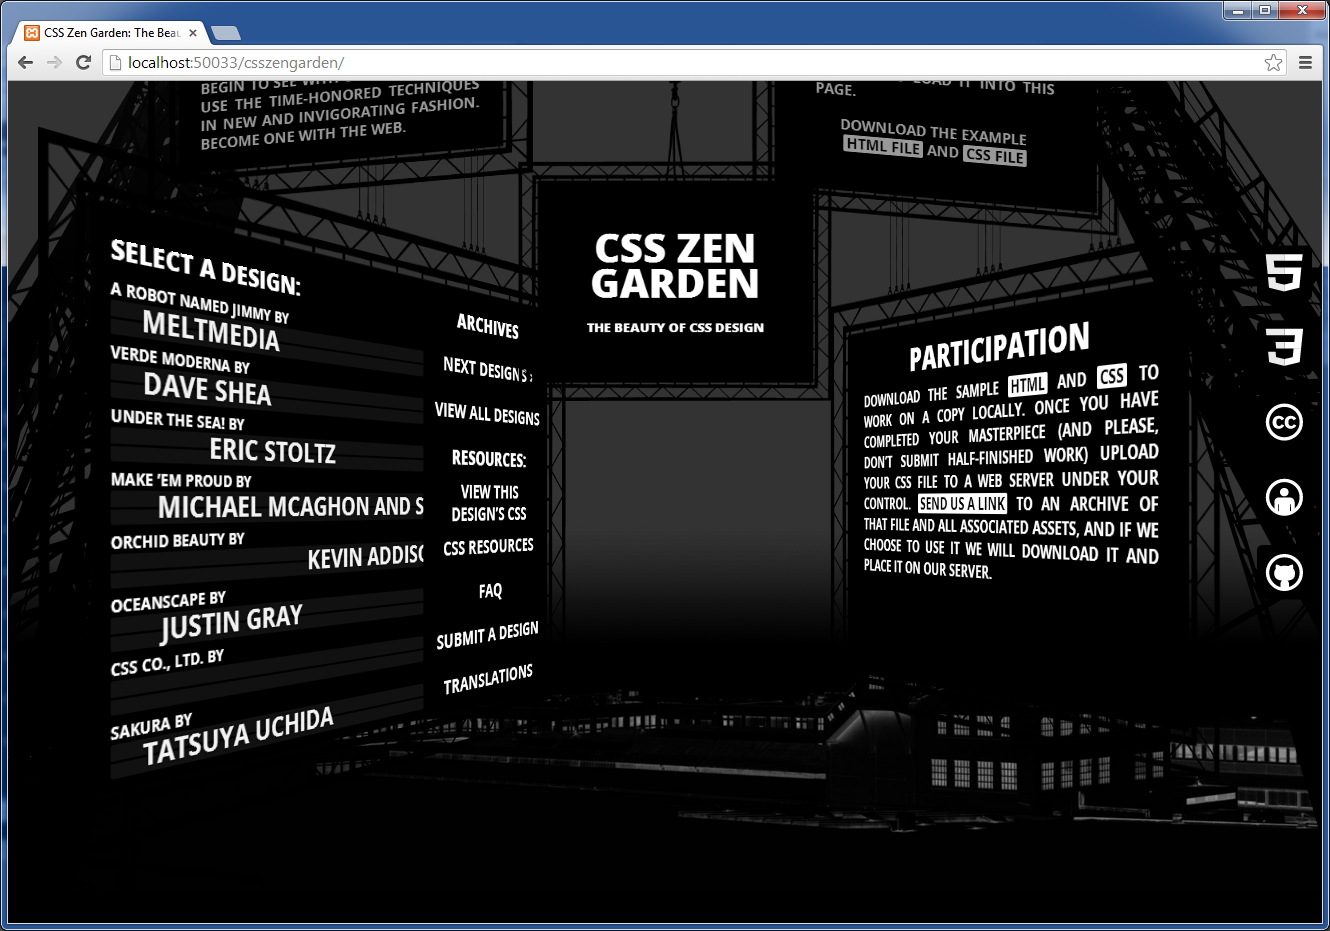 CSS Zen Garden: The Beau
localhost:50033/csszengarden/
USE THE TIME-HONORED TECHNIQUES
IN NEW AND INVIGORATING FASHION.
BECOME ONE WITH THE WEB.
INTO THIS
PAGE.
DOWNLOAD THE EXAMPLE
HTML FILE AND CSS FILE
CSS ZEN
GARDEN
THE BEAUTY OF CSS DESIGN
SELECT A DESIGN:
A ROBOT NAMED JIMMY BY
MELTMEDIA
VERDE MODERNA BY
DAVE SHEA
UNDER THE SEA! BY
ERIC STOLTZ
MAKE ’EM PROUD BY
MICHAEL MCAGHON AND S
ORCHID BEAUTY BY
KEVIN ADDISO
OCEANSCAPE BY
JUSTIN GRAY
CSS CO., LTD. BY
SAKURA BY
TATSUYA UCHIDA
ARCHIVES
NEXT DESIGNS
VIEW ALL DESIGNS
RESOURCES:
VIEW THIS
DESIGN’S CSS
CSS RESOURCES
FAQ
SUBMIT A DESIGN
TRANSLATIONS
PARTICIPATION
DOWNLOAD THE SAMPLE HTML AND CSS TO
WORK ON A COPY LOCALLY. ONCE YOU HAVE
COMPLETED YOUR MASTERPIECE (AND PLEASE,
DON’T SUBMIT HALF-FINISHED WORK) UPLOAD
YOUR CSS FILE TO A WEB SERVER UNDER YOUR
CONTROL. SEND US A LINK TO AN ARCHIVE OF
THAT FILE AND ALL ASSOCIATED ASSETS, AND IF WE
CHOOSE TO USE IT WE WILL DOWNLOAD IT AND
PLACE IT ON OUR SERVER.
5
3
CC